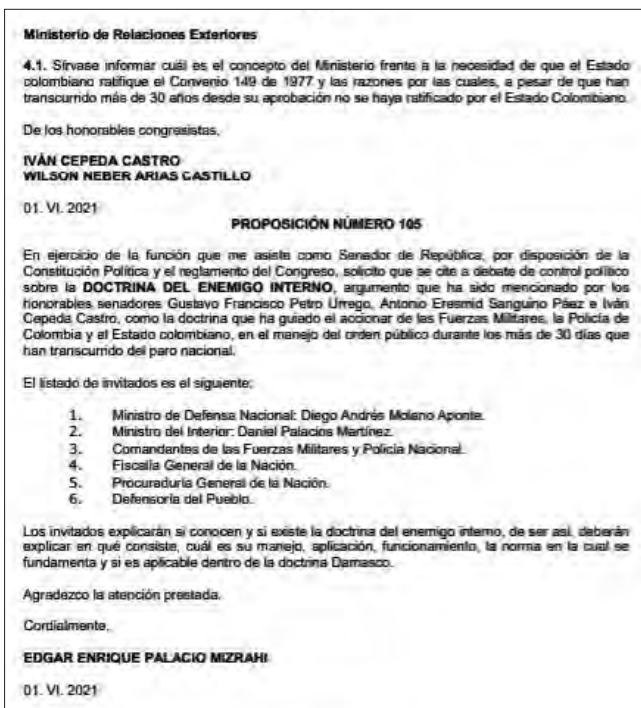 Ministerio de Relaciones Exteriores
4.1. Sírvase informar cuál es el concepto del Ministerio frente a la necesidad de que el Estado
colombiano ratifique el Convenio 149 de 1977 y las razones por las cuales, a pesar de que han
transcurrido más de 30 años desde su aprobación no se haya ratificado por el Estado Colombiano.
De los honorables congresistas,
IVÁN CEPEDA CASTRO
WILSON NEBER ARIAS CASTILLO
01. VI. 2021
PROPOSICIÓN NÚMERO 105
En ejercicio de la función que me asiste como Senador de República, por disposición de la
Constitución Política y el reglamento del Congreso, solicito que se cite a debate de control político
sobre la DOCTRINA DEL ENEMIGO INTERNO, argumento que ha sido mencionado por los
honorables senadores Gustavo Francisco Petro Urrego, Antonio Eresmid Sanguino Páez e Iván
Cepeda Castro, como la doctrina que ha guiado el accionar de las Fuerzas Militares, la Policía de
Colombia y el Estado colombiano, en el manejo del orden público durante los más de 30 días que
han transcurrido del paro nacional.
El listado de invitados es el siguiente:
1. Ministro de Defensa Nacional: Diego Andrés Molano Aponte.
2. Ministro del Interior: Daniel Palacios Martínez.
3. Comandantes de las Fuerzas Militares y Policía Nacional.
4. Fiscalía General de la Nación.
5. Procuraduría General de la Nación.
6. Defensoría del Pueblo.
Los invitados explicarán si conocen y si existe la doctrina del enemigo interno, de ser así, deberán
explicar en qué consiste, cuál es su manejo, aplicación, funcionamiento, la norma en la cual se
fundamenta y si es aplicable dentro de la doctrina Damasco.
Agradezco la atención prestada.
Cordialmente,
EDGAR ENRIQUE PALACIO MIZRAHI
01. VI. 2021